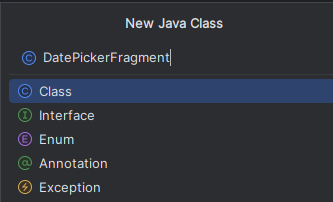 New Java Class
DatePickerFragment
Class
Interface
Enum
Annotation
Exception